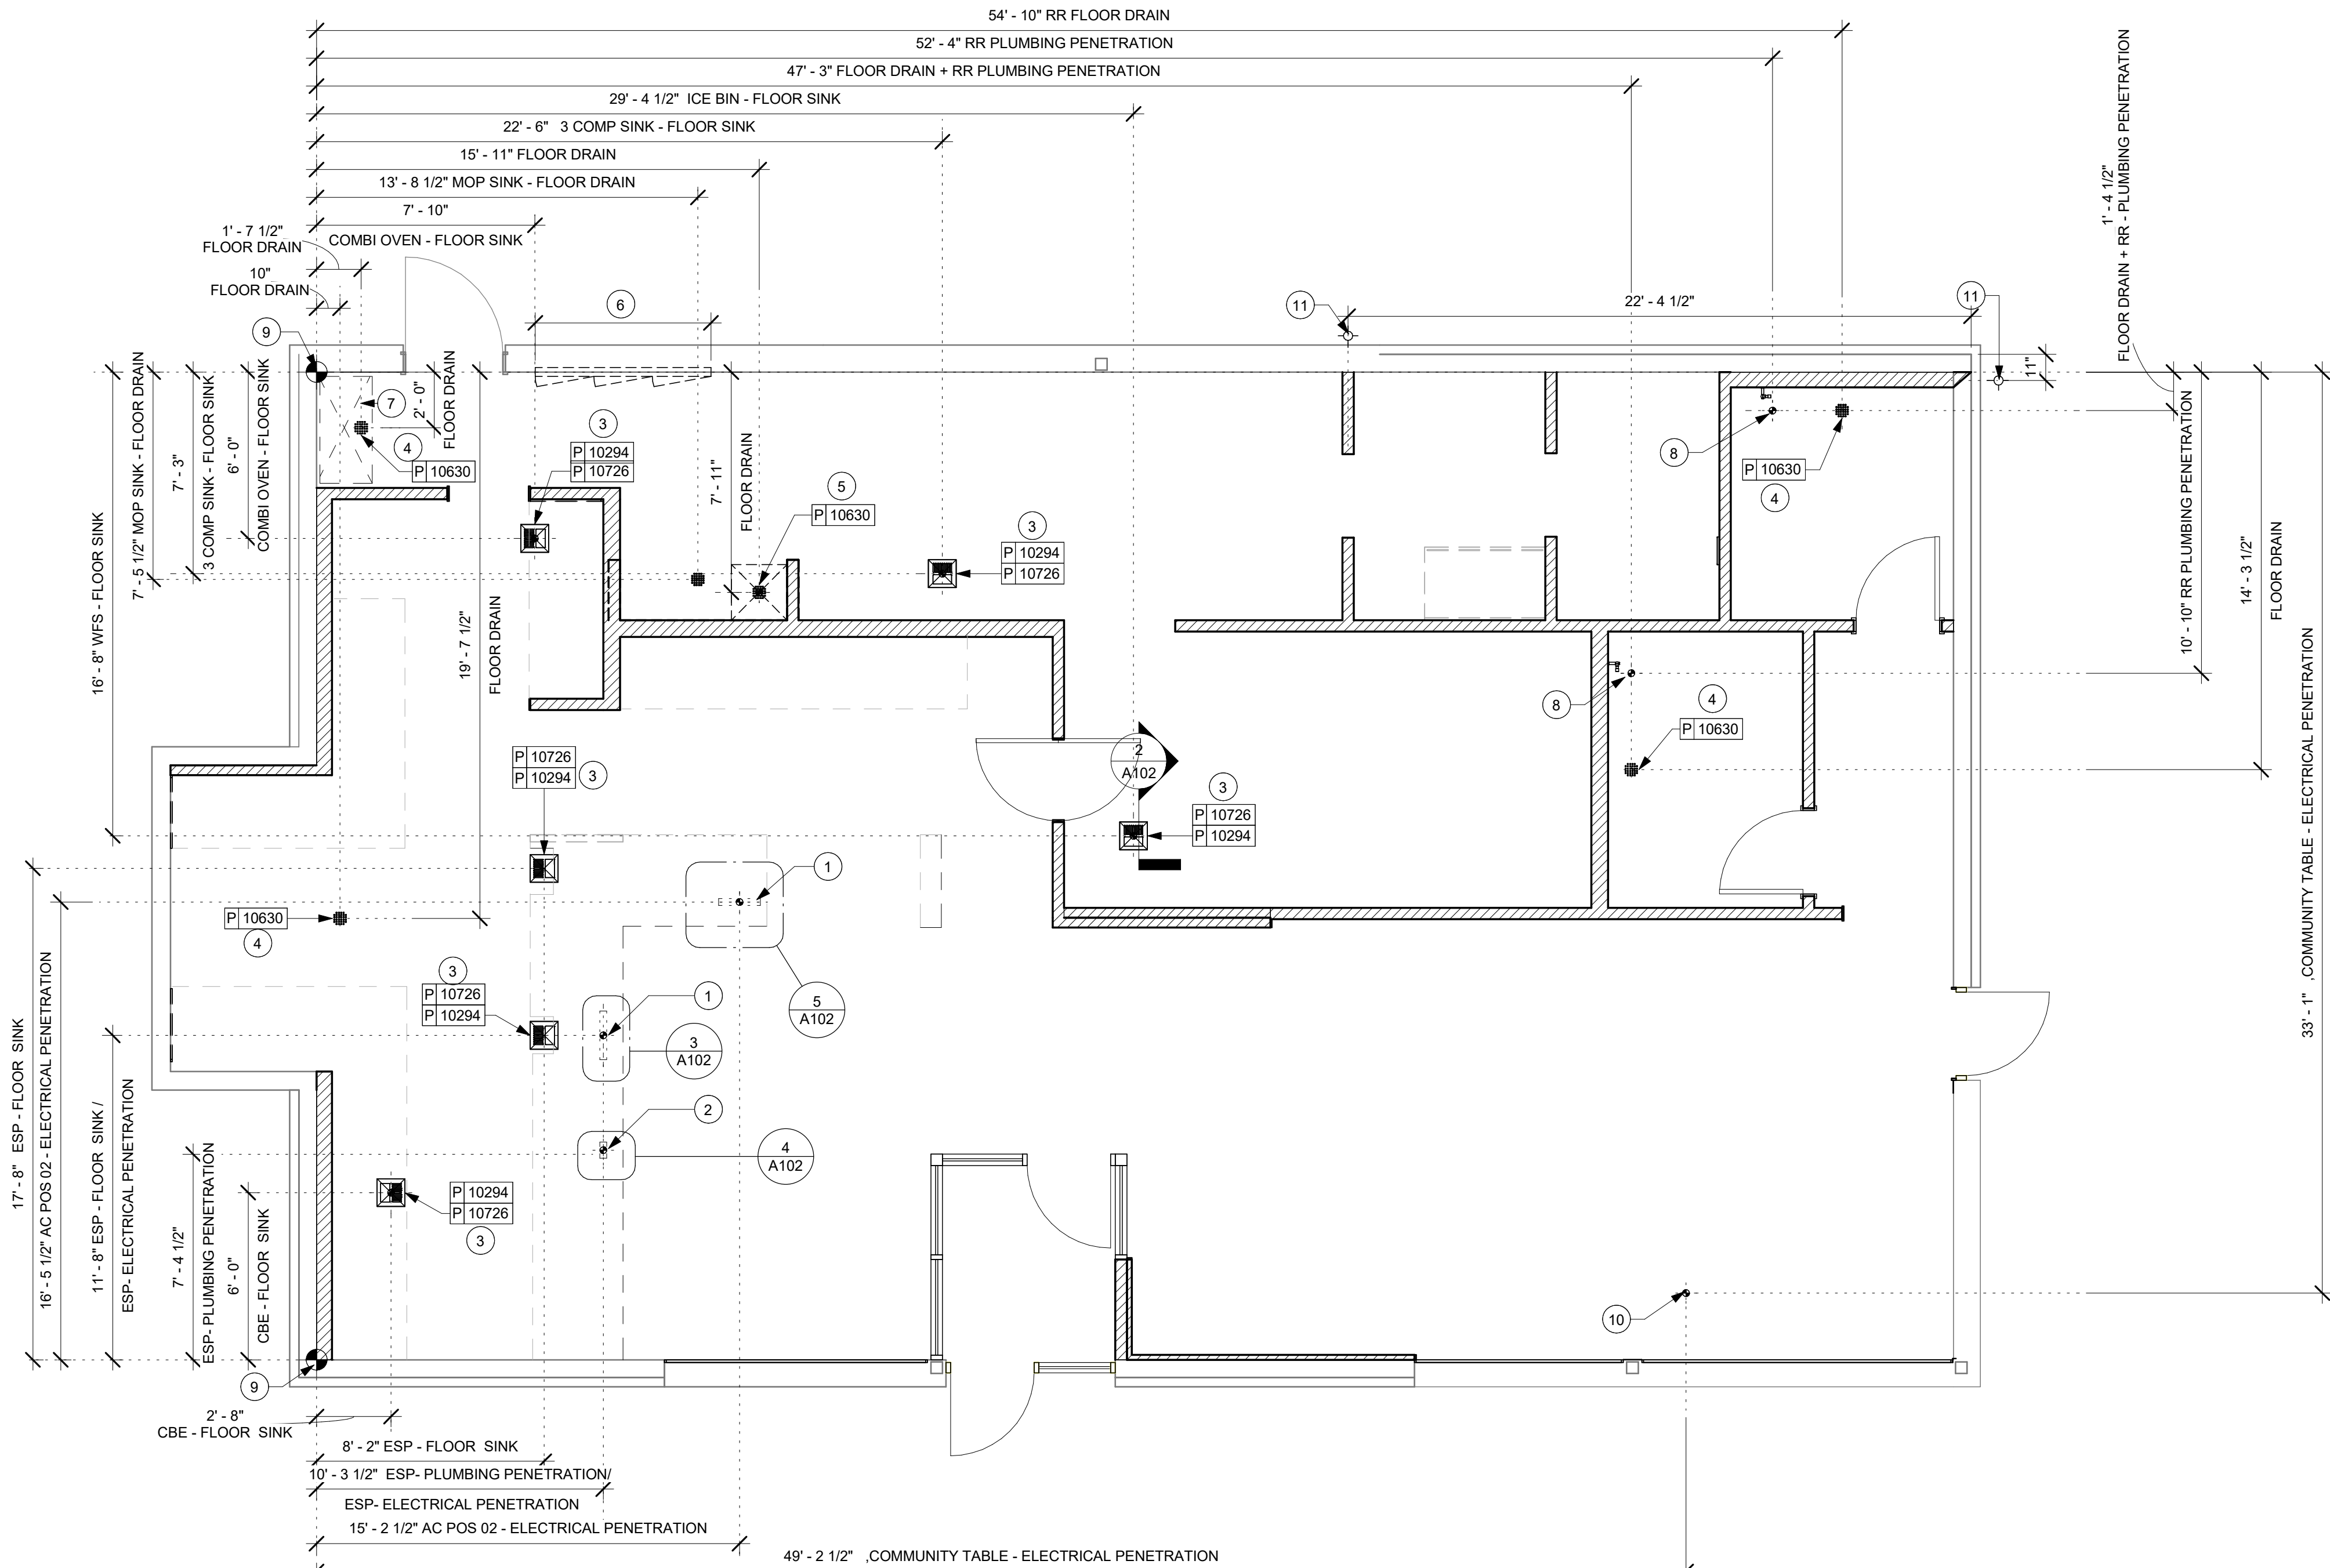 54' - 10" RR FLOOR DRAIN
52' - 4" RR PLUMBING PENETRATION
47' - 3" FLOOR DRAIN + RR PLUMBING PENETRATION
29' - 4 1/2" ICE BIN - FLOOR SINK
22' - 6" 3 COMP SINK - FLOOR SINK
15' - 11" FLOOR DRAIN
13' - 8 1/2" MOP SINK - FLOOR DRAIN
7' - 10"
COMBI OVEN - FLOOR SINK
1' - 7 1/2"
FLOOR DRAIN
10"
FLOOR DRAIN
1' - 4 1/2"
FLOOR DRAIN + RR - PLUMBING PENETRATION
6
9
11
22' - 4 1/2"
11
11"
7
2' - 0"
FLOOR DRAIN
4
P 10630
3
P 10294
P 10726
7' - 11"
FLOOR DRAIN
5
P 10630
3
P 10294
P 10726
8
P 10630
4
16' - 8" WFS - FLOOR SINK
7' - 5 1/2" MOP SINK - FLOOR DRAIN
7' - 3"
3 COMP SINK - FLOOR SINK
6' - 0"
COMBI OVEN - FLOOR SINK
19' - 7 1/2"
FLOOR DRAIN
10' - 10" RR PLUMBING PENETRATION
14' - 3 1/2"
FLOOR DRAIN
33' - 1" ,COMMUNITY TABLE - ELECTRICAL PENETRATION
8
4
P 10630
P 10726
P 10294
3
2
A102
3
P 10726
P 10294
1
P 10630
4
3
P 10726
P 10294
1
5
A102
3
A102
2
4
A102
P 10294
P 10726
3
17' - 8" ESP - FLOOR SINK
16' - 5 1/2" AC POS 02 - ELECTRICAL PENETRATION
11' - 8" ESP - FLOOR SINK /
ESP- ELECTRICAL PENETRATION
7' - 4 1/2"
ESP- PLUMBING PENETRATION
6' - 0"
CBE - FLOOR SINK
10
9
2' - 8"
CBE - FLOOR SINK
8' - 2" ESP - FLOOR SINK
10' - 3 1/2" ESP- PLUMBING PENETRATION/
ESP- ELECTRICAL PENETRATION
15' - 2 1/2" AC POS 02 - ELECTRICAL PENETRATION
49' - 2 1/2" ,COMMUNITY TABLE - ELECTRICAL PENETRATION